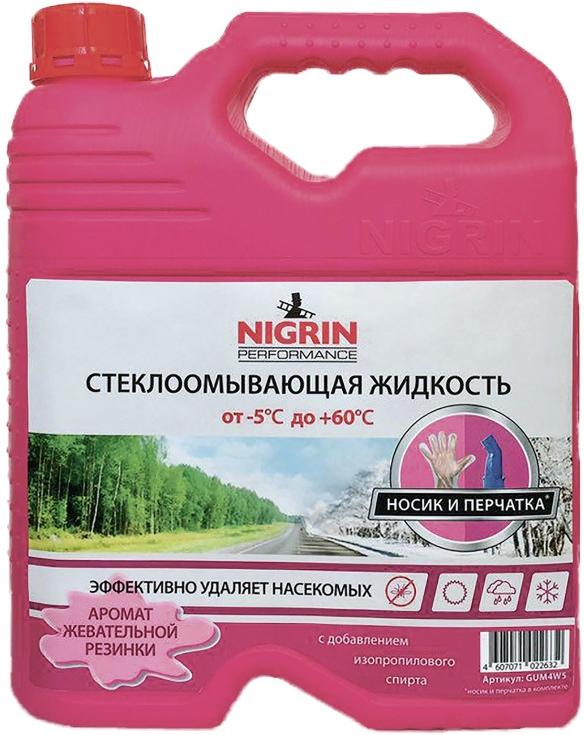 NIGRIN
NIGRIN
PERFORMANCE
СТЕКЛООМЫВАЮЩАЯ ЖИДКОСТЬ
от -5°C до +60°C
НОСИК И ПЕРЧАТКА*
ЭФФЕКТИВНО УДАЛЯЕТ НАСЕКОМЫХ
АРОМАТ
ЖЕВАТЕЛЬНОЙ
РЕЗИНКИ
с добавлением
изопропилового
спирта
4 607071 022632
Артикул: GUM4W5
*носик и перчатка в комплекте